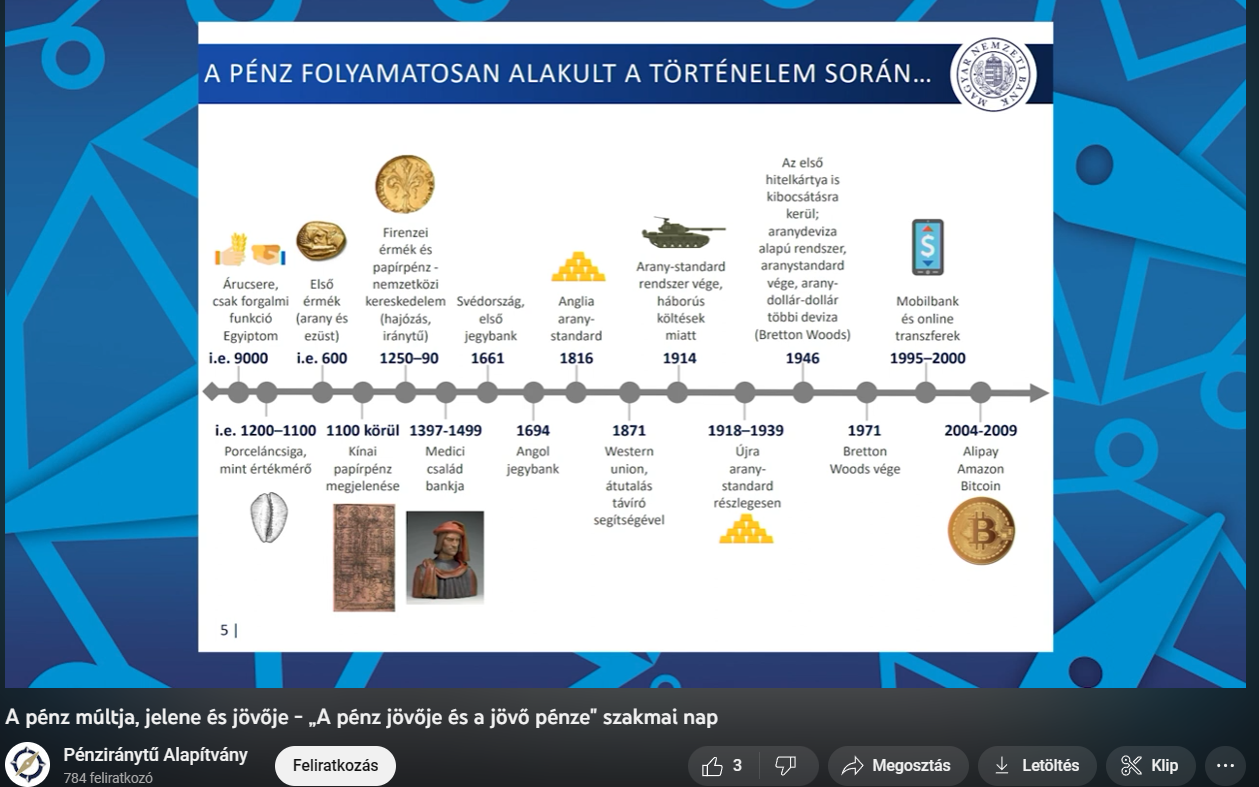 A PÉNZ FOLYAMATOSAN ALAKULT A TÖRTÉNELEM SORÁN...
MAGYAR NEMZETI BANK
Árucsere,
csak forgalmi
funkció
Egyiptom
i.e. 9000
Első
érmék
(arany és
ezüst)
i.e. 600
Firenzei
érmék és
papírpénz -
nemzetközi
kereskedelem
(hajózás,
iránytű)
1250–90
Svédország,
első
jegybank
1661
Anglia
arany-
standard
1816
Arany-standard
rendszer vége,
háborús
költések
miatt
1914
Az első
hitelkártya is
kibocsátásra
kerül;
aranydeviza
alapú rendszer,
aranystandard
vége, arany-
dollár-dollár
többi deviza
(Bretton Woods)
1946
Mobilbank
és online
transzferek
1995–2000
i.e. 1200–1100
Porceláncsiga,
mint értékmérő
1100 körül
Kínai
papírpénz
megjelenése
1397-1499
Medici
család
bankja
1694
Angol
jegybank
1871
Western
union,
átutalás
távíró
segítségével
1918–1939
Újra
arany-
standard
részlegesen
1971
Bretton
Woods vége
2004-2009
Alipay
Amazon
Bitcoin
5 |
A pénz múltja, jelene és jövője - „A pénz jövője és a jövő pénze" szakmai nap
Pénziránytű Alapítvány
784 feliratkozó
Feliratkozás
3
Megosztás
Letöltés
Klip